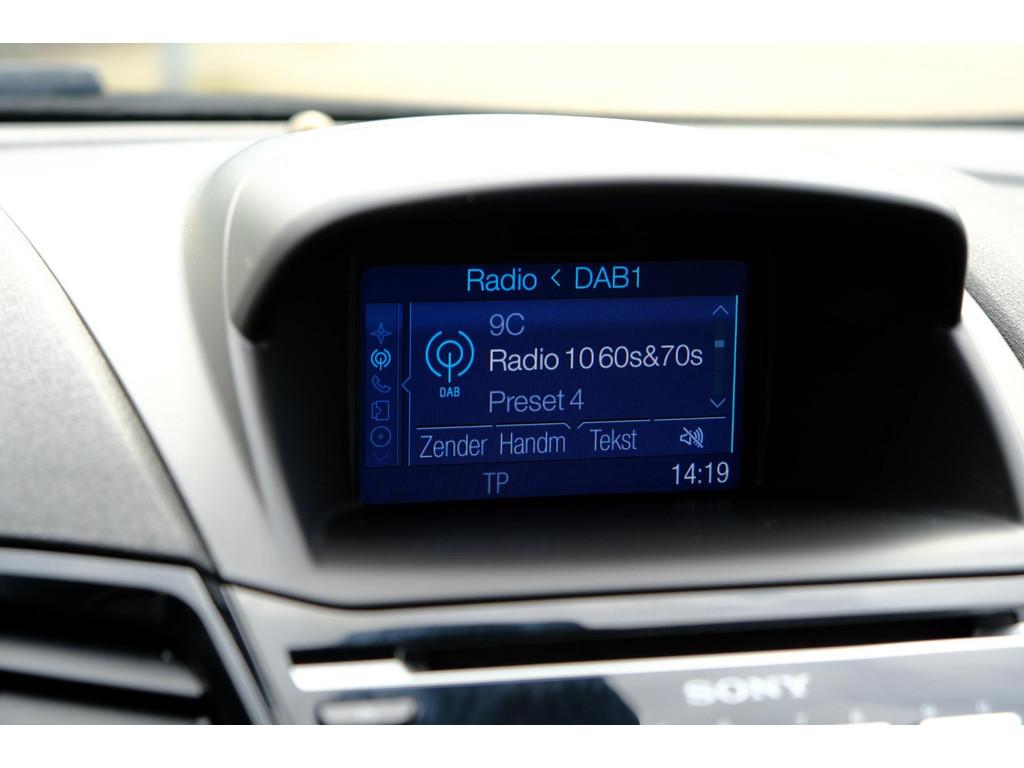 Radio < DAB1
9C
Radio 10 60s&70s
DAB
Preset 4
Zender Handm Tekst
TP 14:19
SONY